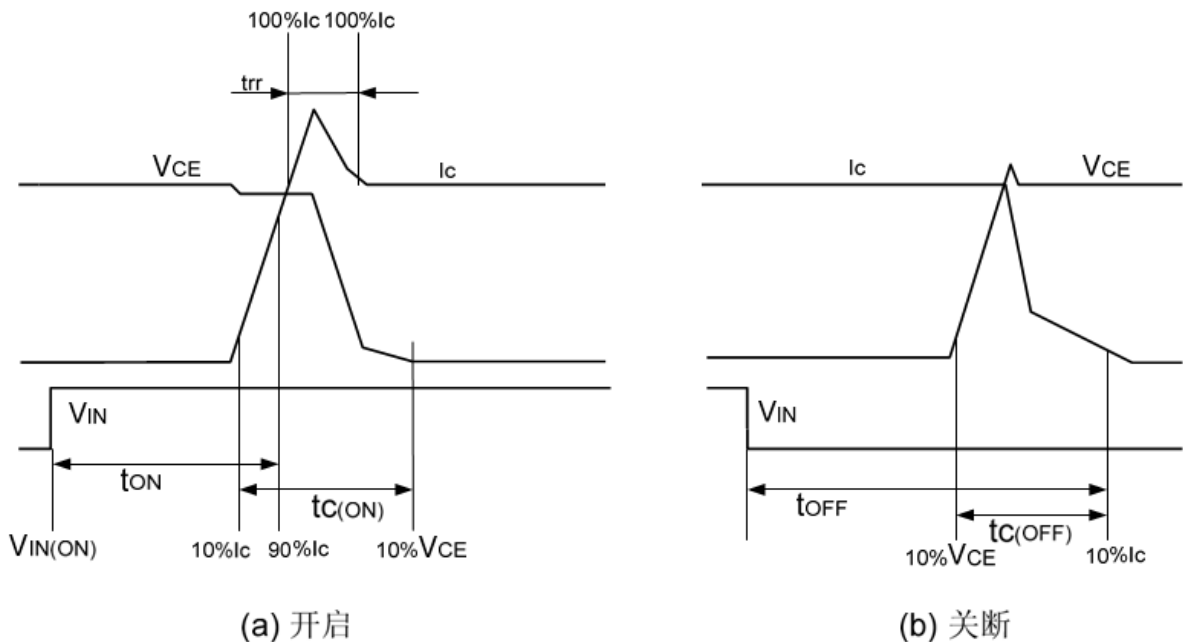 100%Ic 100%Ic
trr
VCE Ic
VIN
tON
tC(ON)
VIN(ON) 10%Ic 90%Ic 10%VCE
(a) 开启
Ic VCE
VIN
tOFF
tC(OFF)
10%VCE 10%Ic
(b) 关断